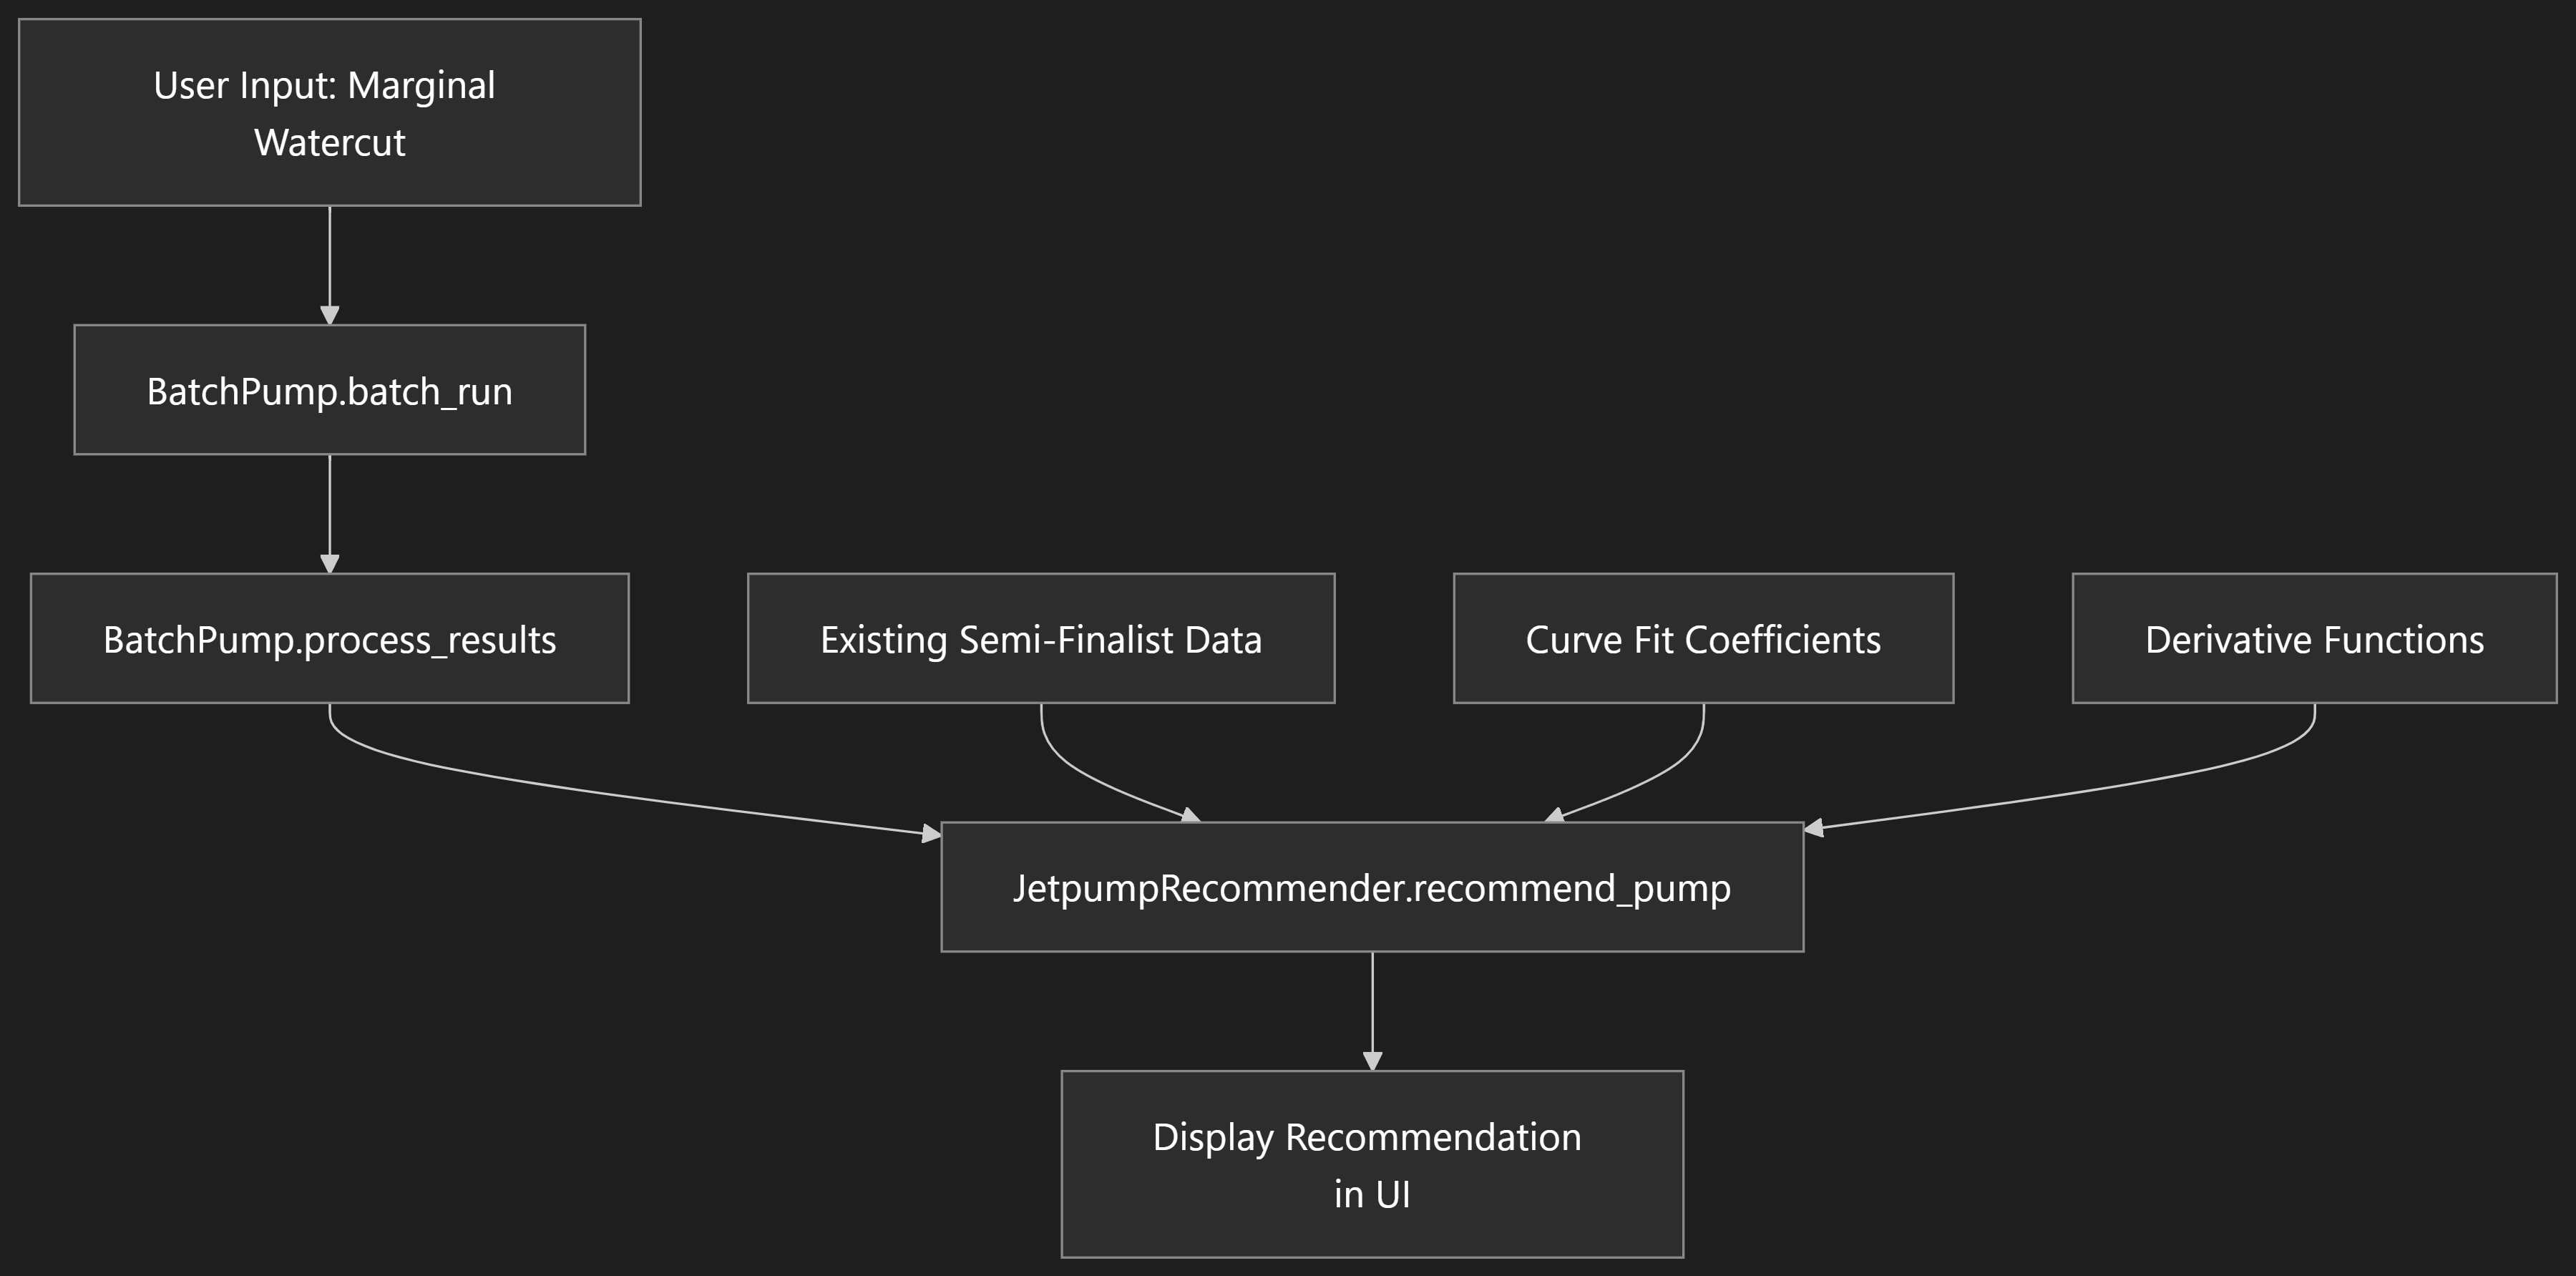 User Input: Marginal
Watercut
BatchPump.batch_run
BatchPump.process_results
Existing Semi-Finalist Data
Curve Fit Coefficients
Derivative Functions
JetpumpRecommender.recommend_pump
Display Recommendation
in UI